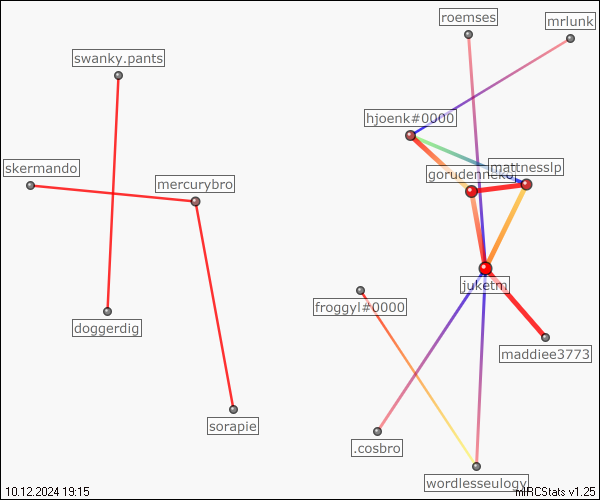 roemses
mrlunk
swanky.pants
hjoenk#0000
skermando
gorudenneko
mattnesslp
mercurybro
juketm
froggyl#0000
doggerdig
maddiee3773
sorapie
.cosbro
wordlesseulogy
10.12.2024 19:15
mIRCStats v1.25